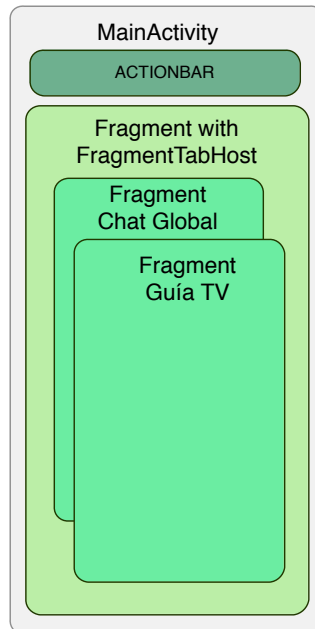 MainActivity
ACTIONBAR
Fragment with
FragmentTabHost
Fragment
Chat Global
Fragment
Guía TV